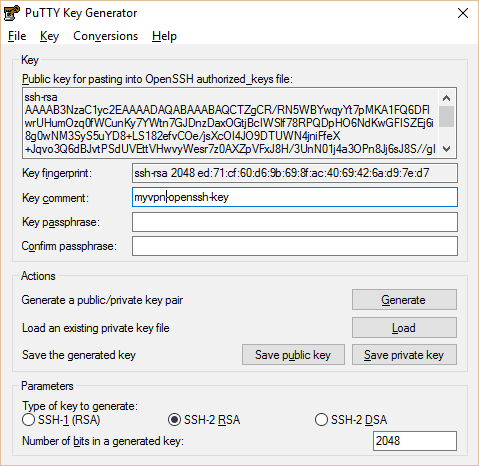 PuTTY Key Generator
File Key Conversions Help
Key
Public key for pasting into OpenSSH authorized_keys file:
ssh-rsa
AAAAB3NzaC1yc2EAAAADAQABAAABAQCTZgCR/RN5WBYwqyYt7pMKA1FQ6DFl
wrUHumOzq0fWCunKy7YWtn7GJDnzDaxOGtjBcIWSlf78RPQDpHO6NdKwGFISZEj6i
8g0wNM3SyS5uYD8+LS182efvCOe/jsXcOI4JO9DTUWN4jniFfeX
+Jqvo3Q6dBJvtPSdUVEttVHwvyWesr7z0AXZpVFxJ8H/3UnN01j4a3OPn8Jj6sJ8S//gI
Key fingerprint: ssh-rsa 2048 ed:71:cf:60:d6:9b:69:8f:ac:40:69:42:6a:d9:7e:d7
Key comment: myvpn-openssh-key
Key passphrase:
Confirm passphrase:
Actions
Generate a public/private key pair Generate
Load an existing private key file Load
Save the generated key Save public key Save private key
Parameters
Type of key to generate:
SSH-1 (RSA) SSH-2 RSA SSH-2 DSA
Number of bits in a generated key: 2048